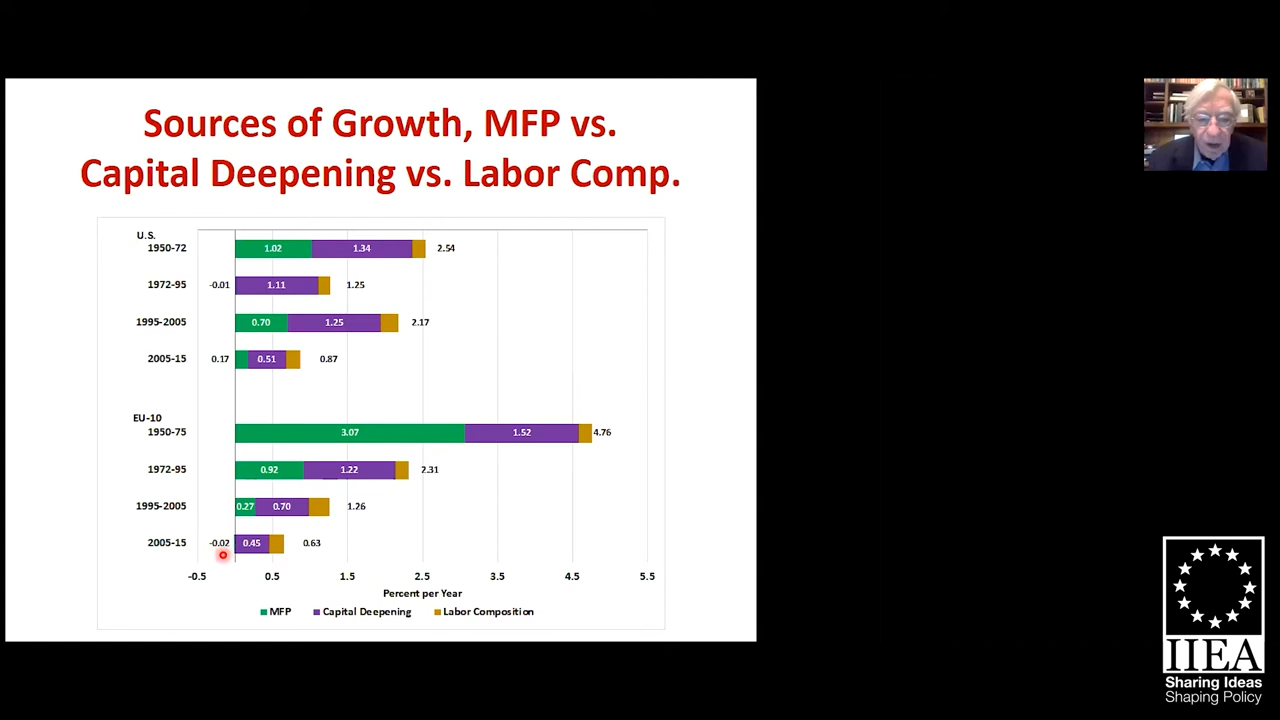 Sources of Growth, MFP vs.
Capital Deepening vs. Labor Comp.
U.S.
1950-72 1.02 1.34 2.54
1972-95 -0.01 1.11 1.25
1995-2005 0.70 1.25 2.17
2005-15 0.17 0.51 0.87
EU-10
1950-75 3.07 1.52 4.76
1972-95 0.92 1.22 2.31
1995-2005 0.27 0.70 1.26
2005-15 -0.02 0.45 0.63
-0.5 0.5 1.5 2.5 3.5 4.5 5.5
Percent per Year
MFP Capital Deepening Labor Composition
IIEA
Sharing Ideas
Shaping Policy